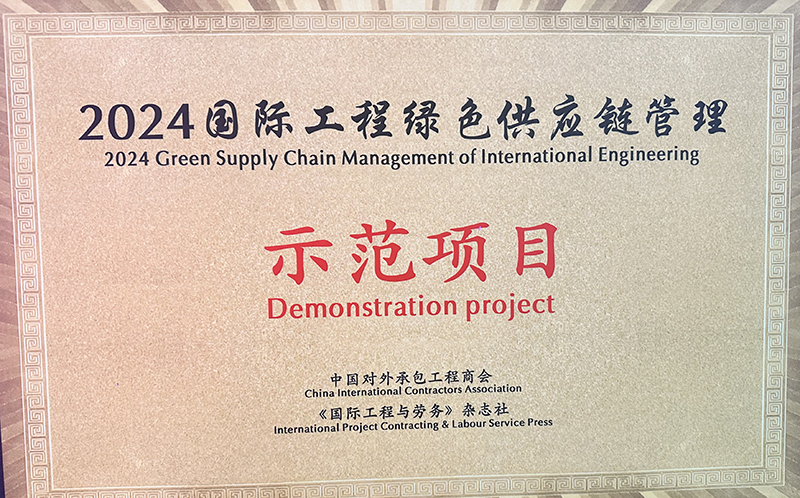 2024国际工程绿色供应链管理
2024 Green Supply Chain Management of International Engineering
示范项目
Demonstration project
中国对外承包工程商会
China International Contractors Association
《国际工程与劳务》杂志社
International Project Contracting & Labour Service Press